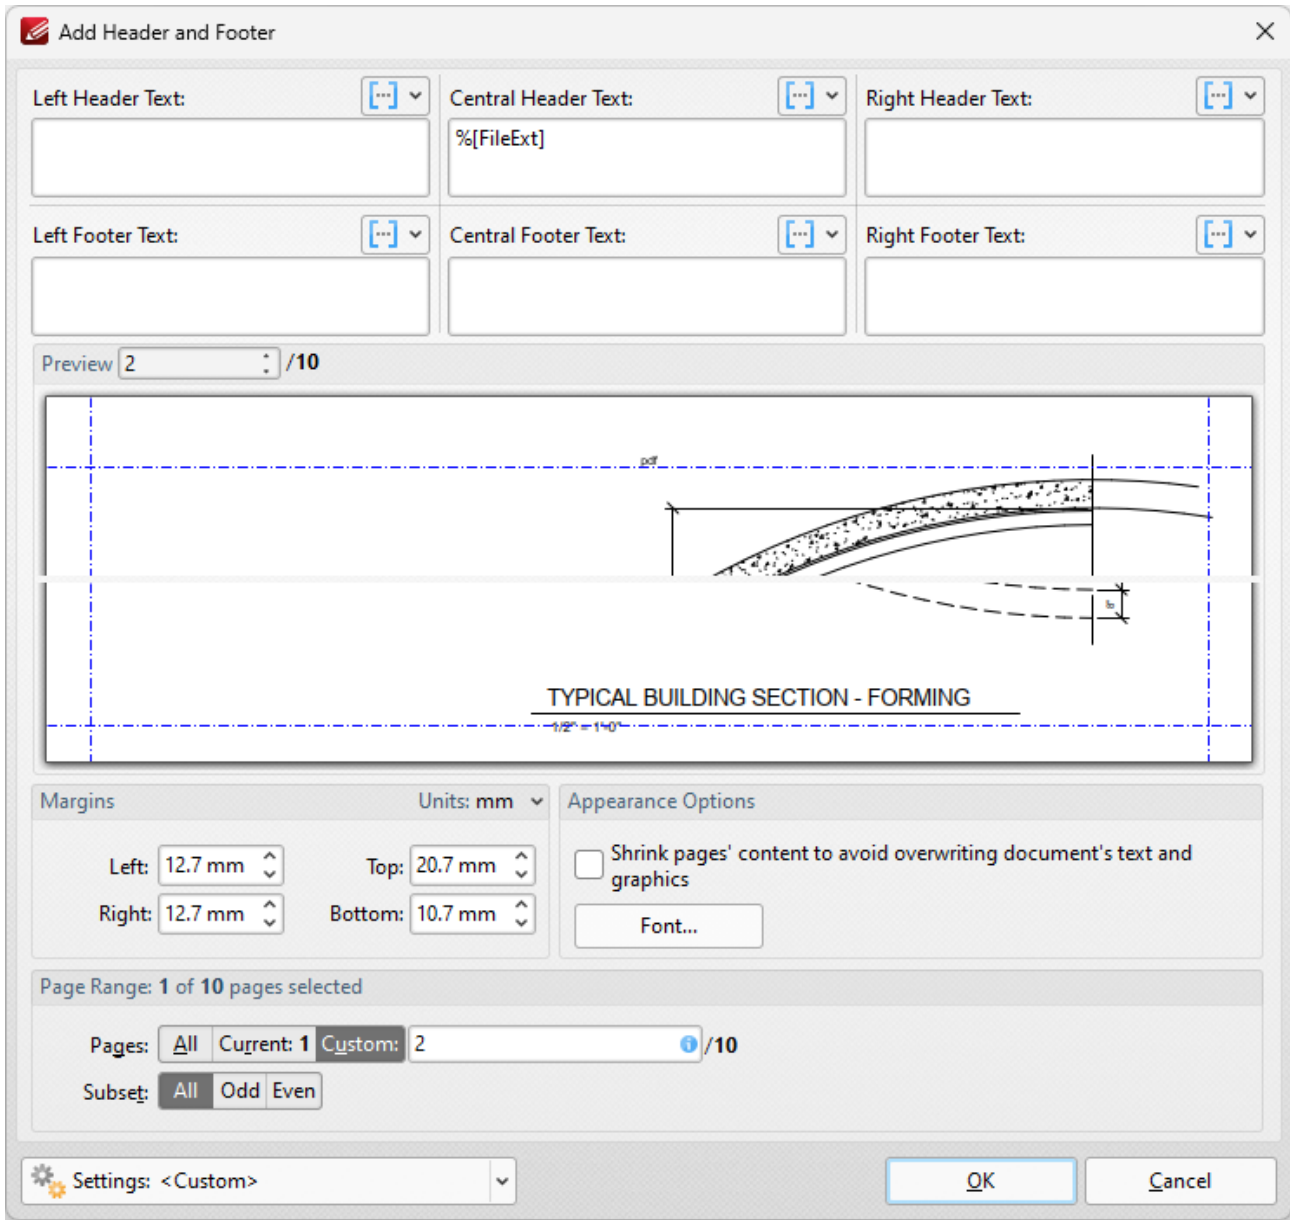 Add Header and Footer
Left Header Text:
Central Header Text:
Right Header Text:
%[FileExt]
Left Footer Text:
Central Footer Text:
Right Footer Text:
Preview 2 /10
pdf
TYPICAL BUILDING SECTION - FORMING
1/2" = 1'-0"
Margins
Units: mm
Appearance Options
Left: 12.7 mm
Top: 20.7 mm
Shrink pages' content to avoid overwriting document's text and
graphics
Right: 12.7 mm
Bottom: 10.7 mm
Font...
Page Range: 1 of 10 pages selected
Pages: All Current: 1 Custom: 2 /10
Subset: All Odd Even
Settings: <Custom>
OK
Cancel